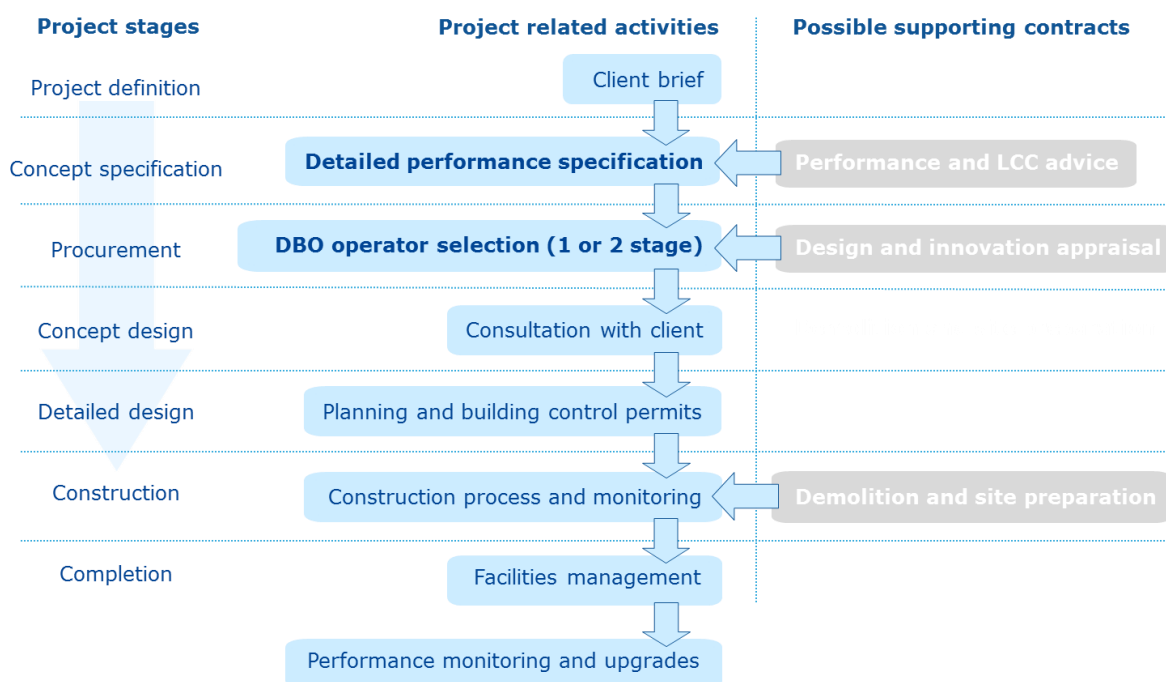 Project stages
Project related activities
Possible supporting contracts
Project definition
Client brief
Concept specification
Detailed performance specification
Performance and LCC advice
Procurement
DBO operator selection (1 or 2 stage)
Design and innovation appraisal
Concept design
Consultation with client
Detailed design
Planning and building control permits
Construction
Construction process and monitoring
Demolition and site preparation
Completion
Facilities management
Performance monitoring and upgrades